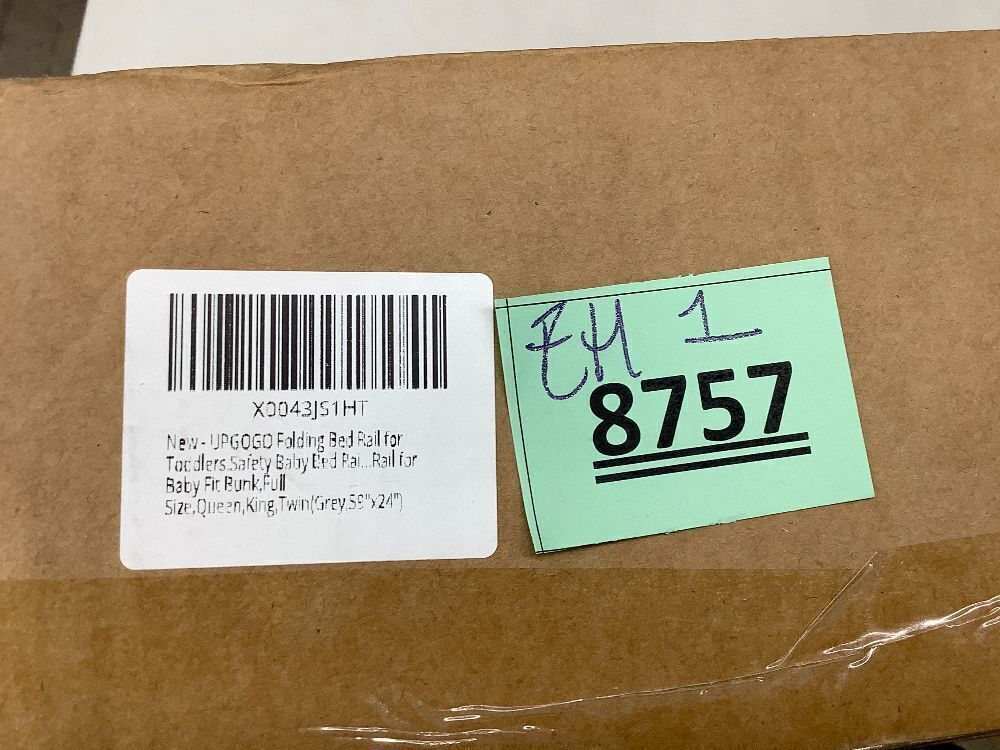 X0043JS1HT
New - UPGOGO Folding Bed Rail for
Toddlers,Safety Baby Bed Rai...Rail for
Baby Fit Bunk,Full
Size,Queen,King,Twin(Grey,59"x24")
EH 1
8757